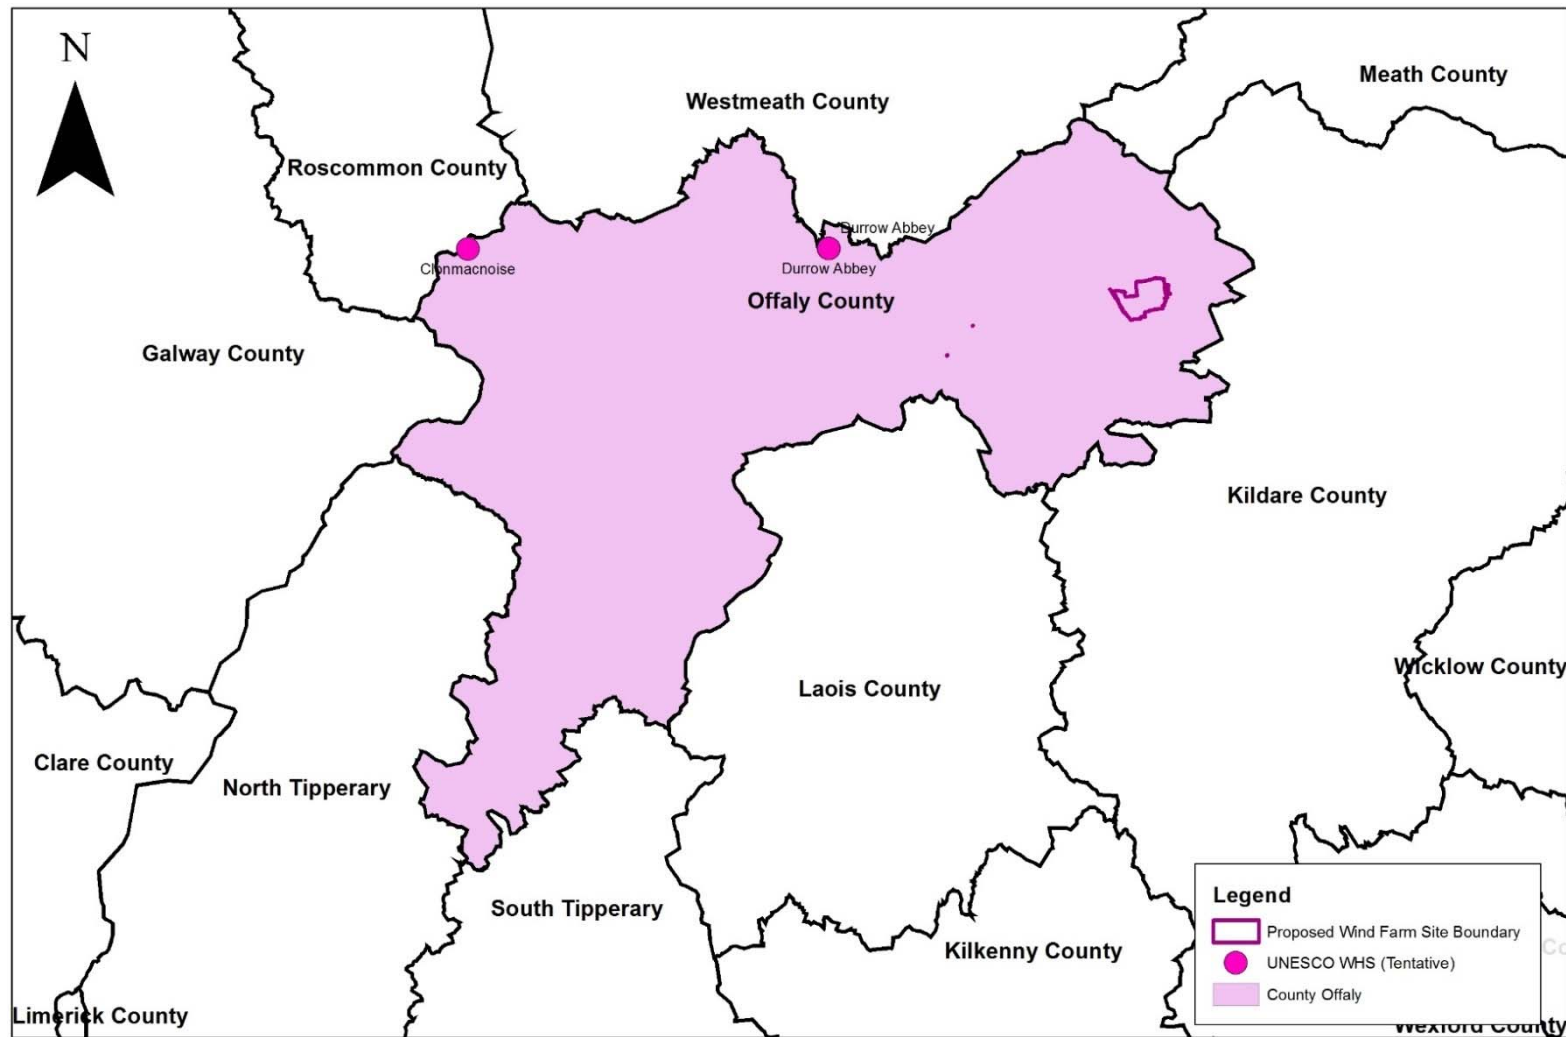 N
Meath County
Westmeath County
Roscommon County
Durrow Abbey
Clonmacnoise
Durrow Abbey
Offaly County
Galway County
Kildare County
Wicklow County
Laois County
Clare County
North Tipperary
South Tipperary
Kilkenny County
Limerick County
Wexford County
Legend
Proposed Wind Farm Site Boundary
UNESCO WHS (Tentative)
County Offaly